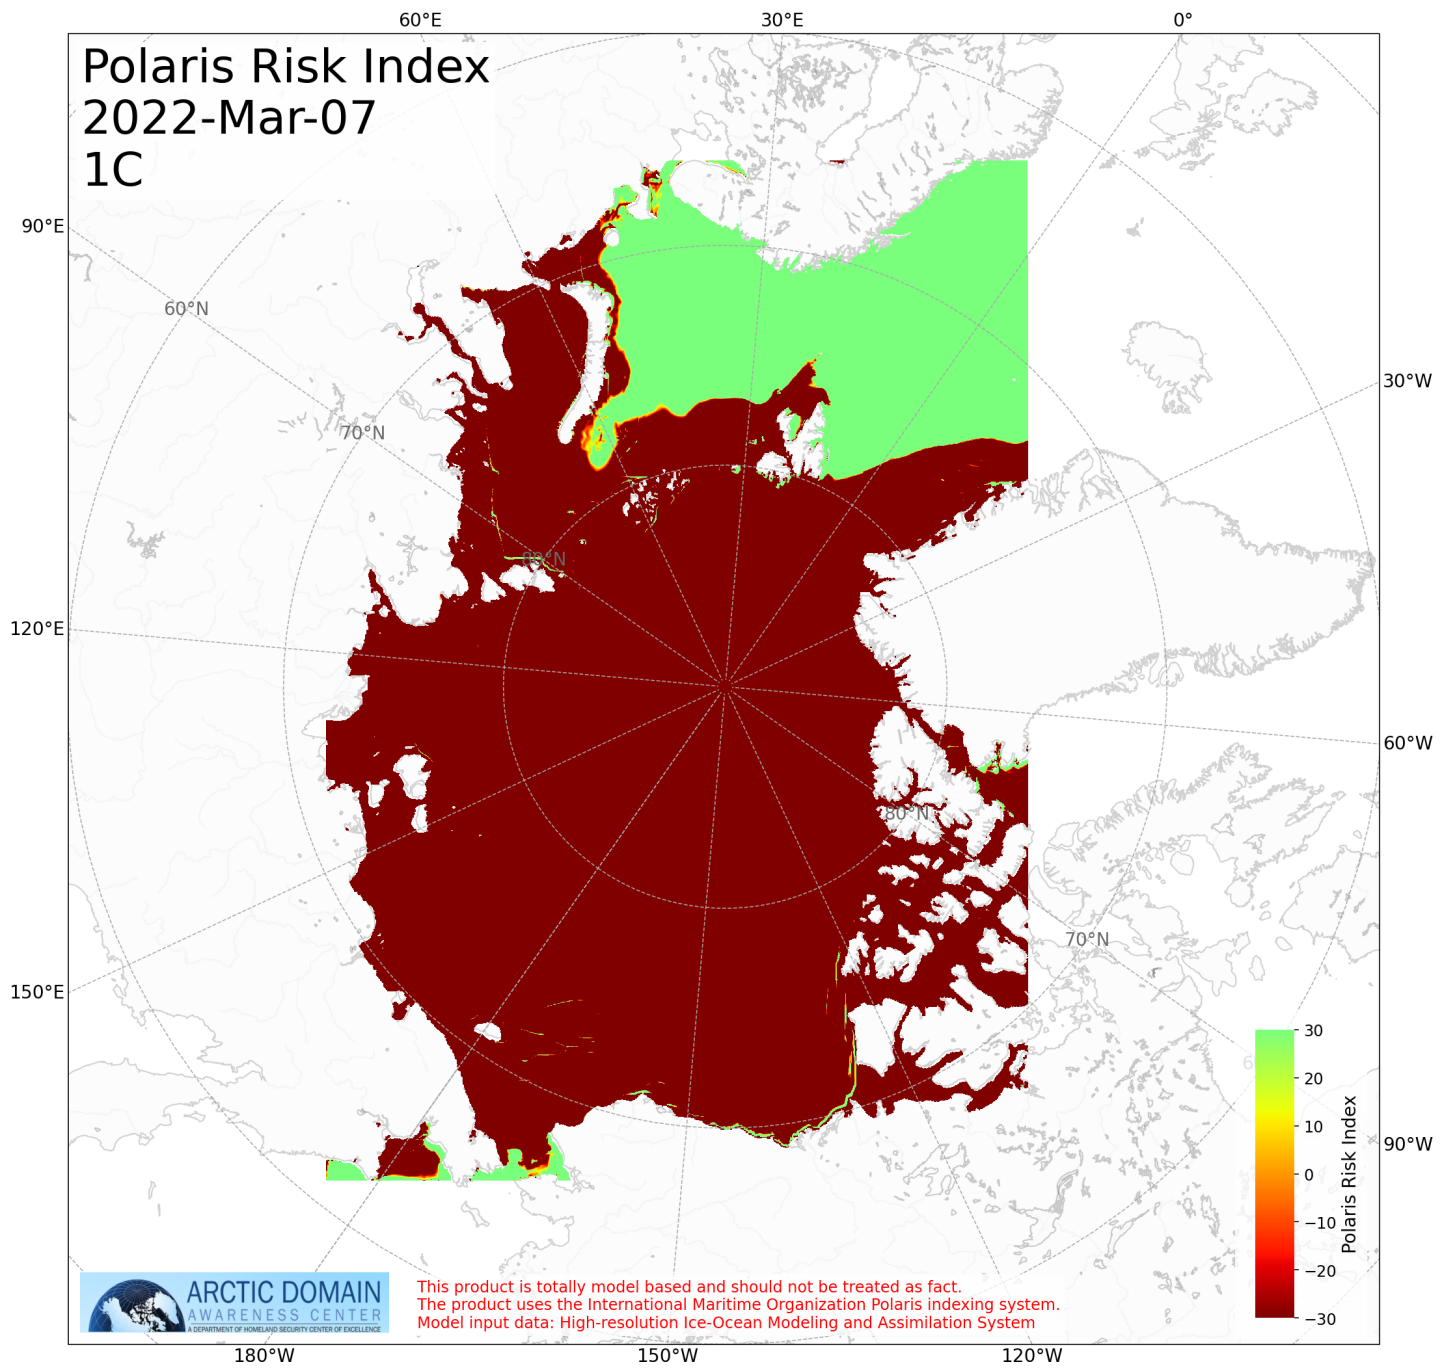 60°E 30°E 0°
Polaris Risk Index
2022-Mar-07
1C
90°E
60°N
30°W
70°N
80°N
120°E
60°W
80°N
70°N
150°E
30
20
10
0
−10
−20
−30
Polaris Risk Index
90°W
ARCTIC DOMAIN
AWARENESS CENTER
A DEPARTMENT OF HOMELAND SECURITY CENTER OF EXCELLENCE
This product is totally model based and should not be treated as fact.
The product uses the International Maritime Organization Polaris indexing system.
Model input data: High-resolution Ice-Ocean Modeling and Assimilation System
180°W 150°W 120°W